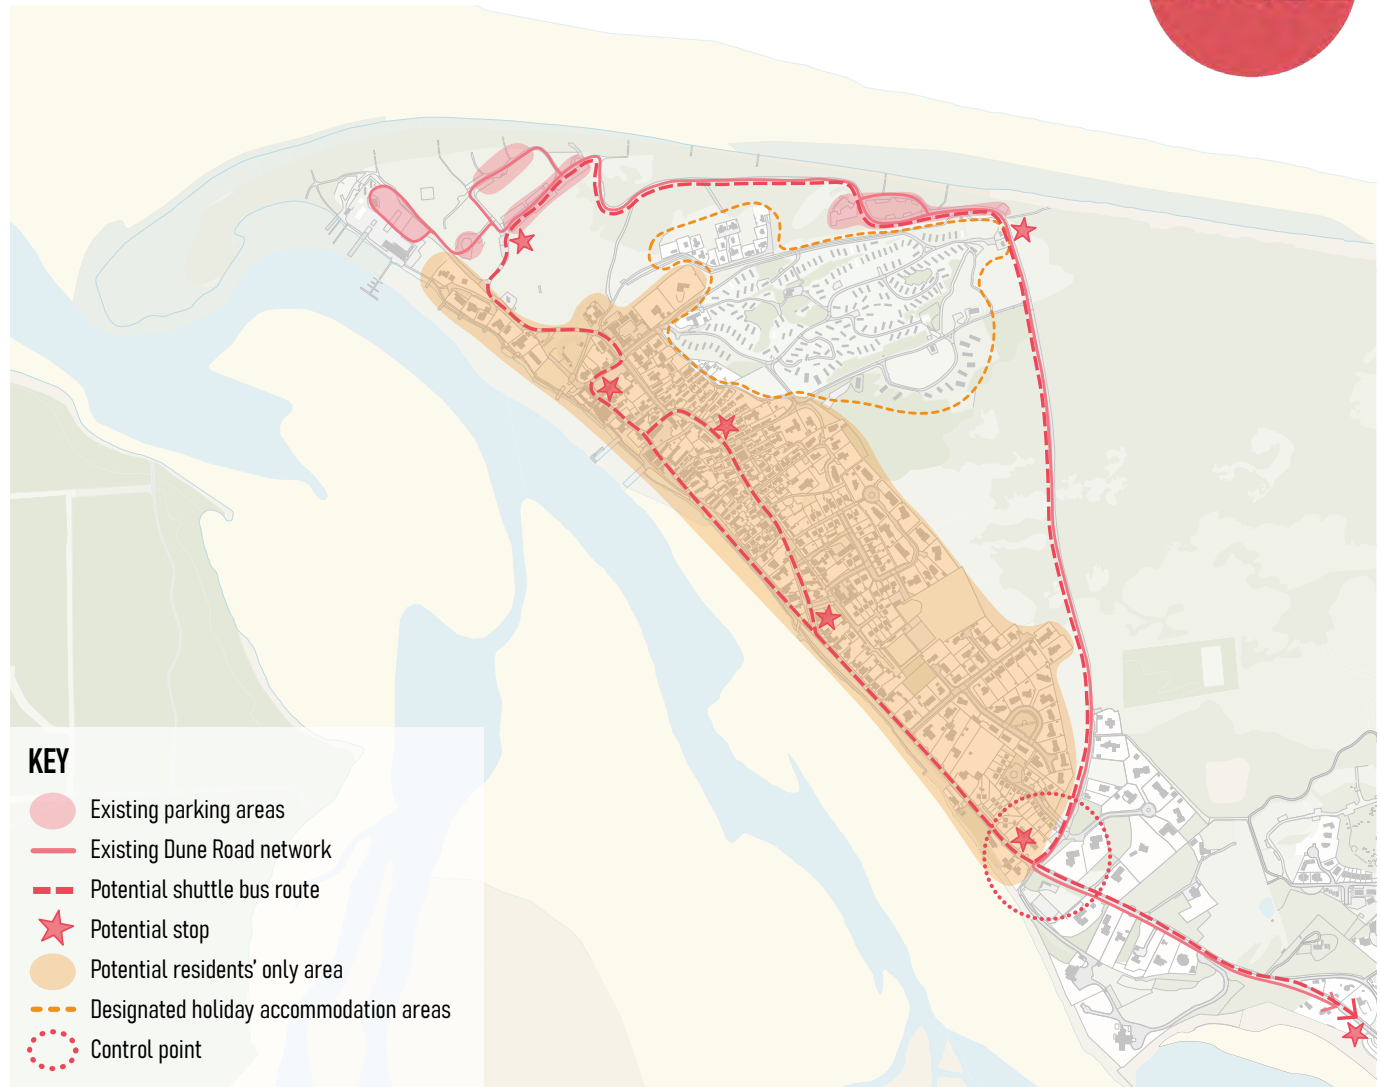 KEY
Existing parking areas
Existing Dune Road network
Potential shuttle bus route
Potential stop
Potential residents' only area
Designated holiday accommodation areas
Control point